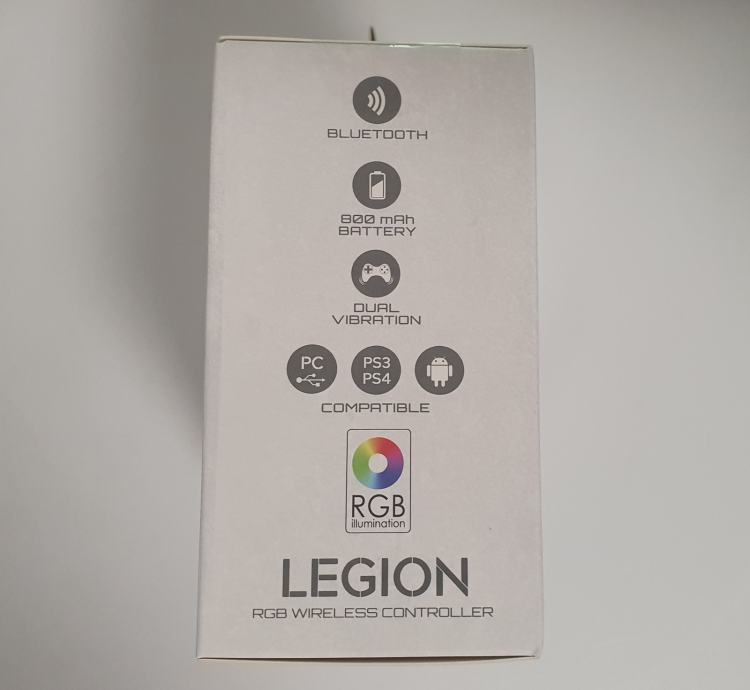 BLUETOOTH
800 mAh
BATTERY
DUAL
VIBRATION
PC
PS3
PS4
COMPATIBLE
RGB
illumination
LEGION
RGB WIRELESS CONTROLLER